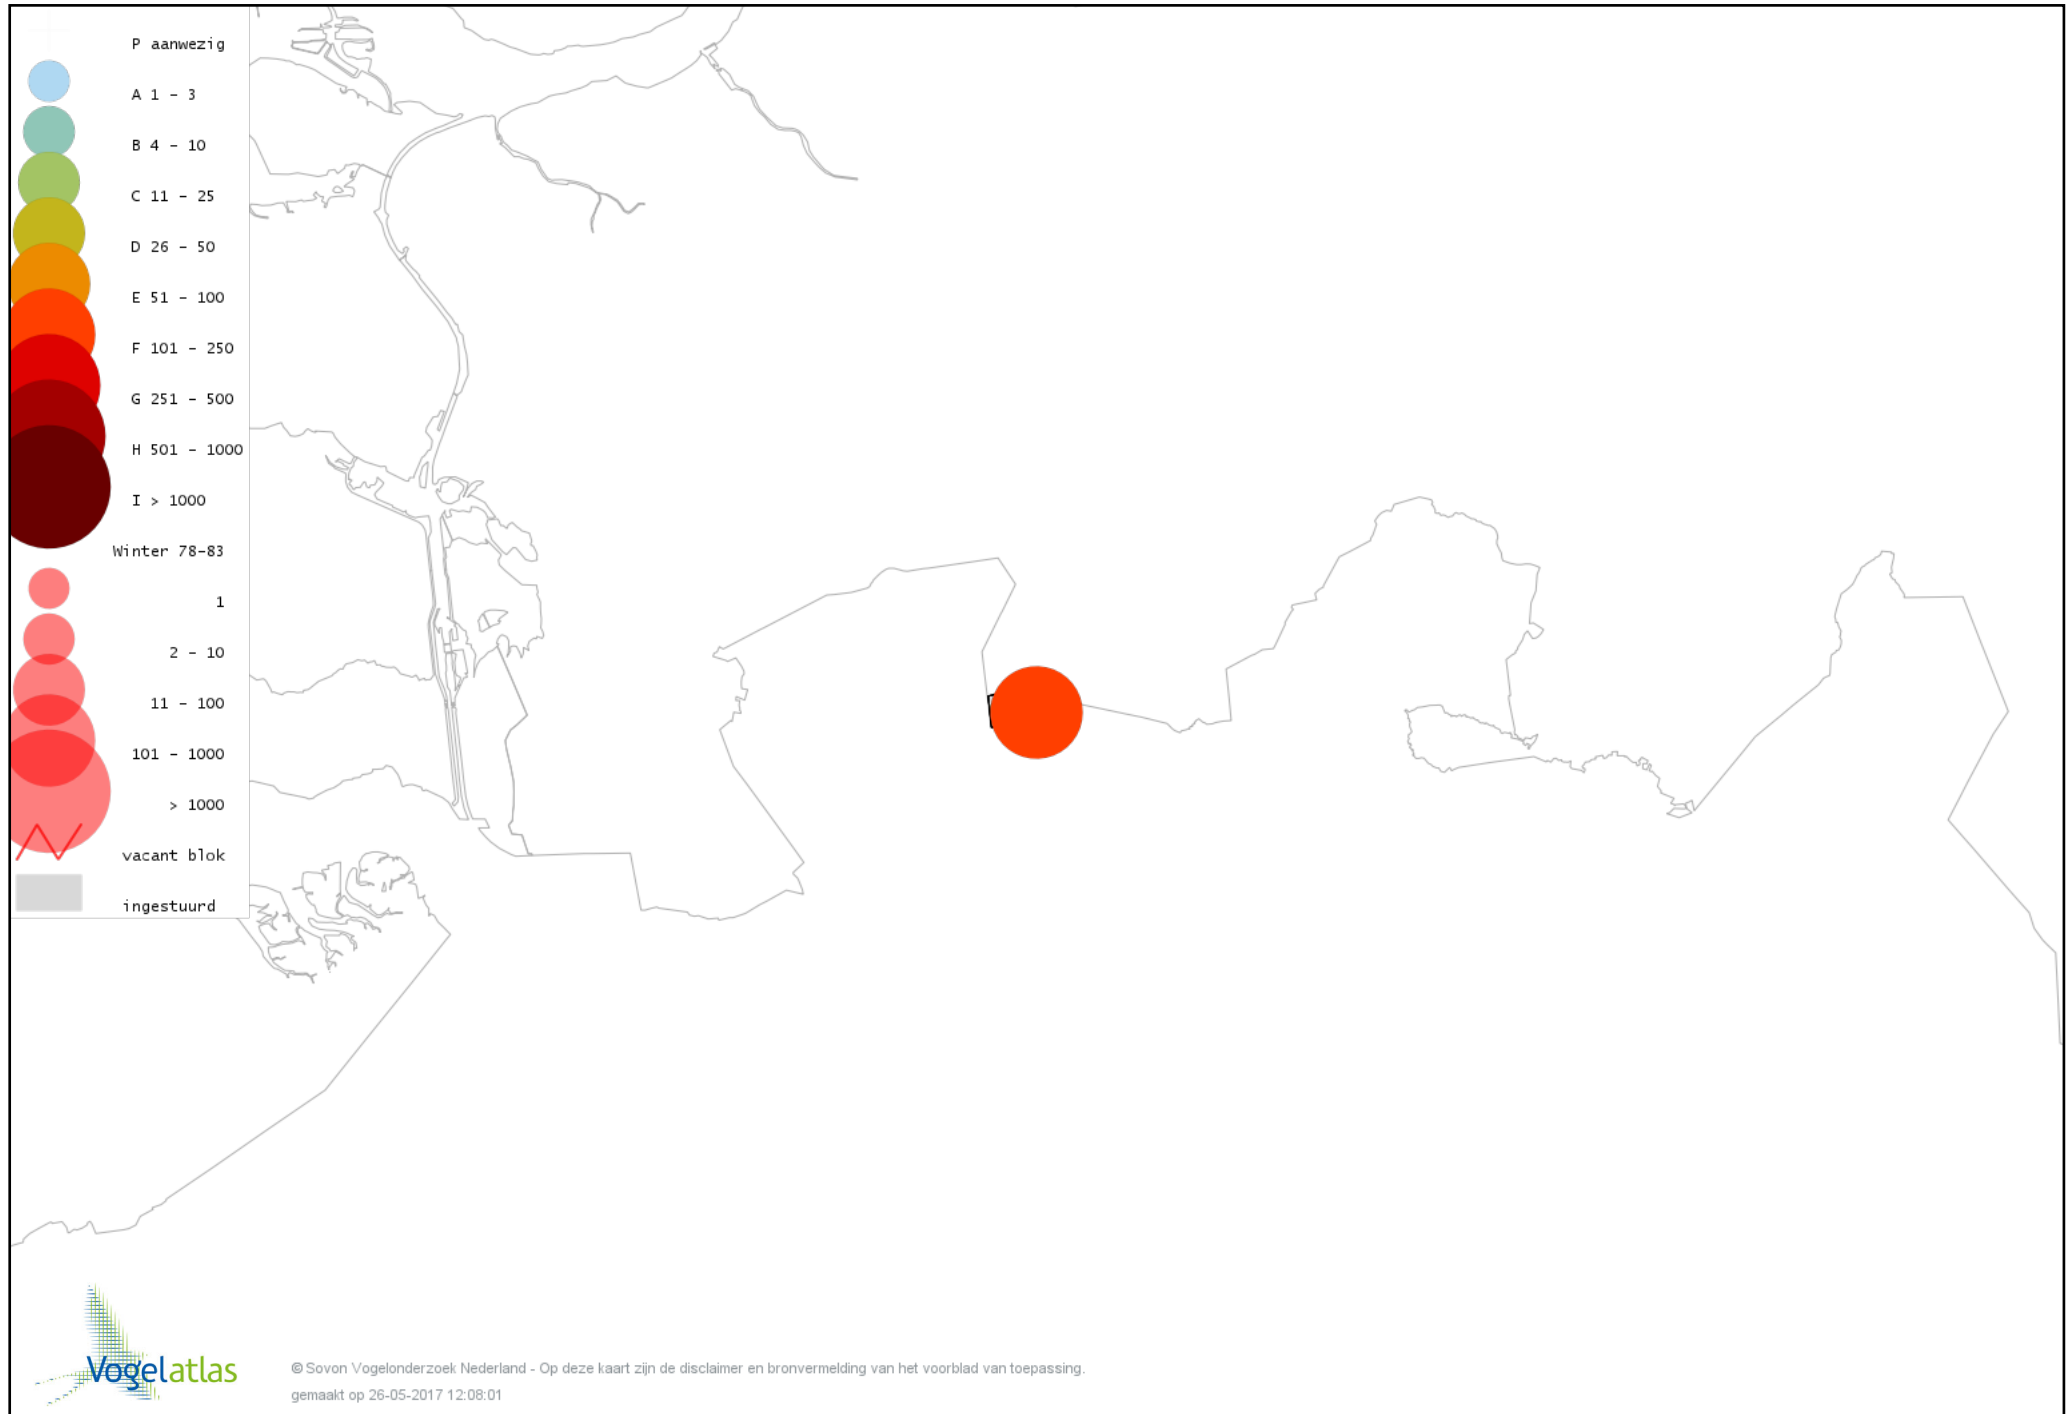 P aanwezig
A 1 - 3
B 4 - 10
C 11 - 25
D 26 - 50
E 51 - 100
F 101 - 250
G 251 - 500
H 501 - 1000
I > 1000
Winter 78-83
1
2 - 10
11 - 100
101 - 1000
> 1000
vacant blok
ingestuurd
Vogelatlas
© Sovon Vogelonderzoek Nederland - Op deze kaart zijn de disclaimer en bronvermelding van het voorblad van toepassing.
gemaakt op 26-05-2017 12:08:01